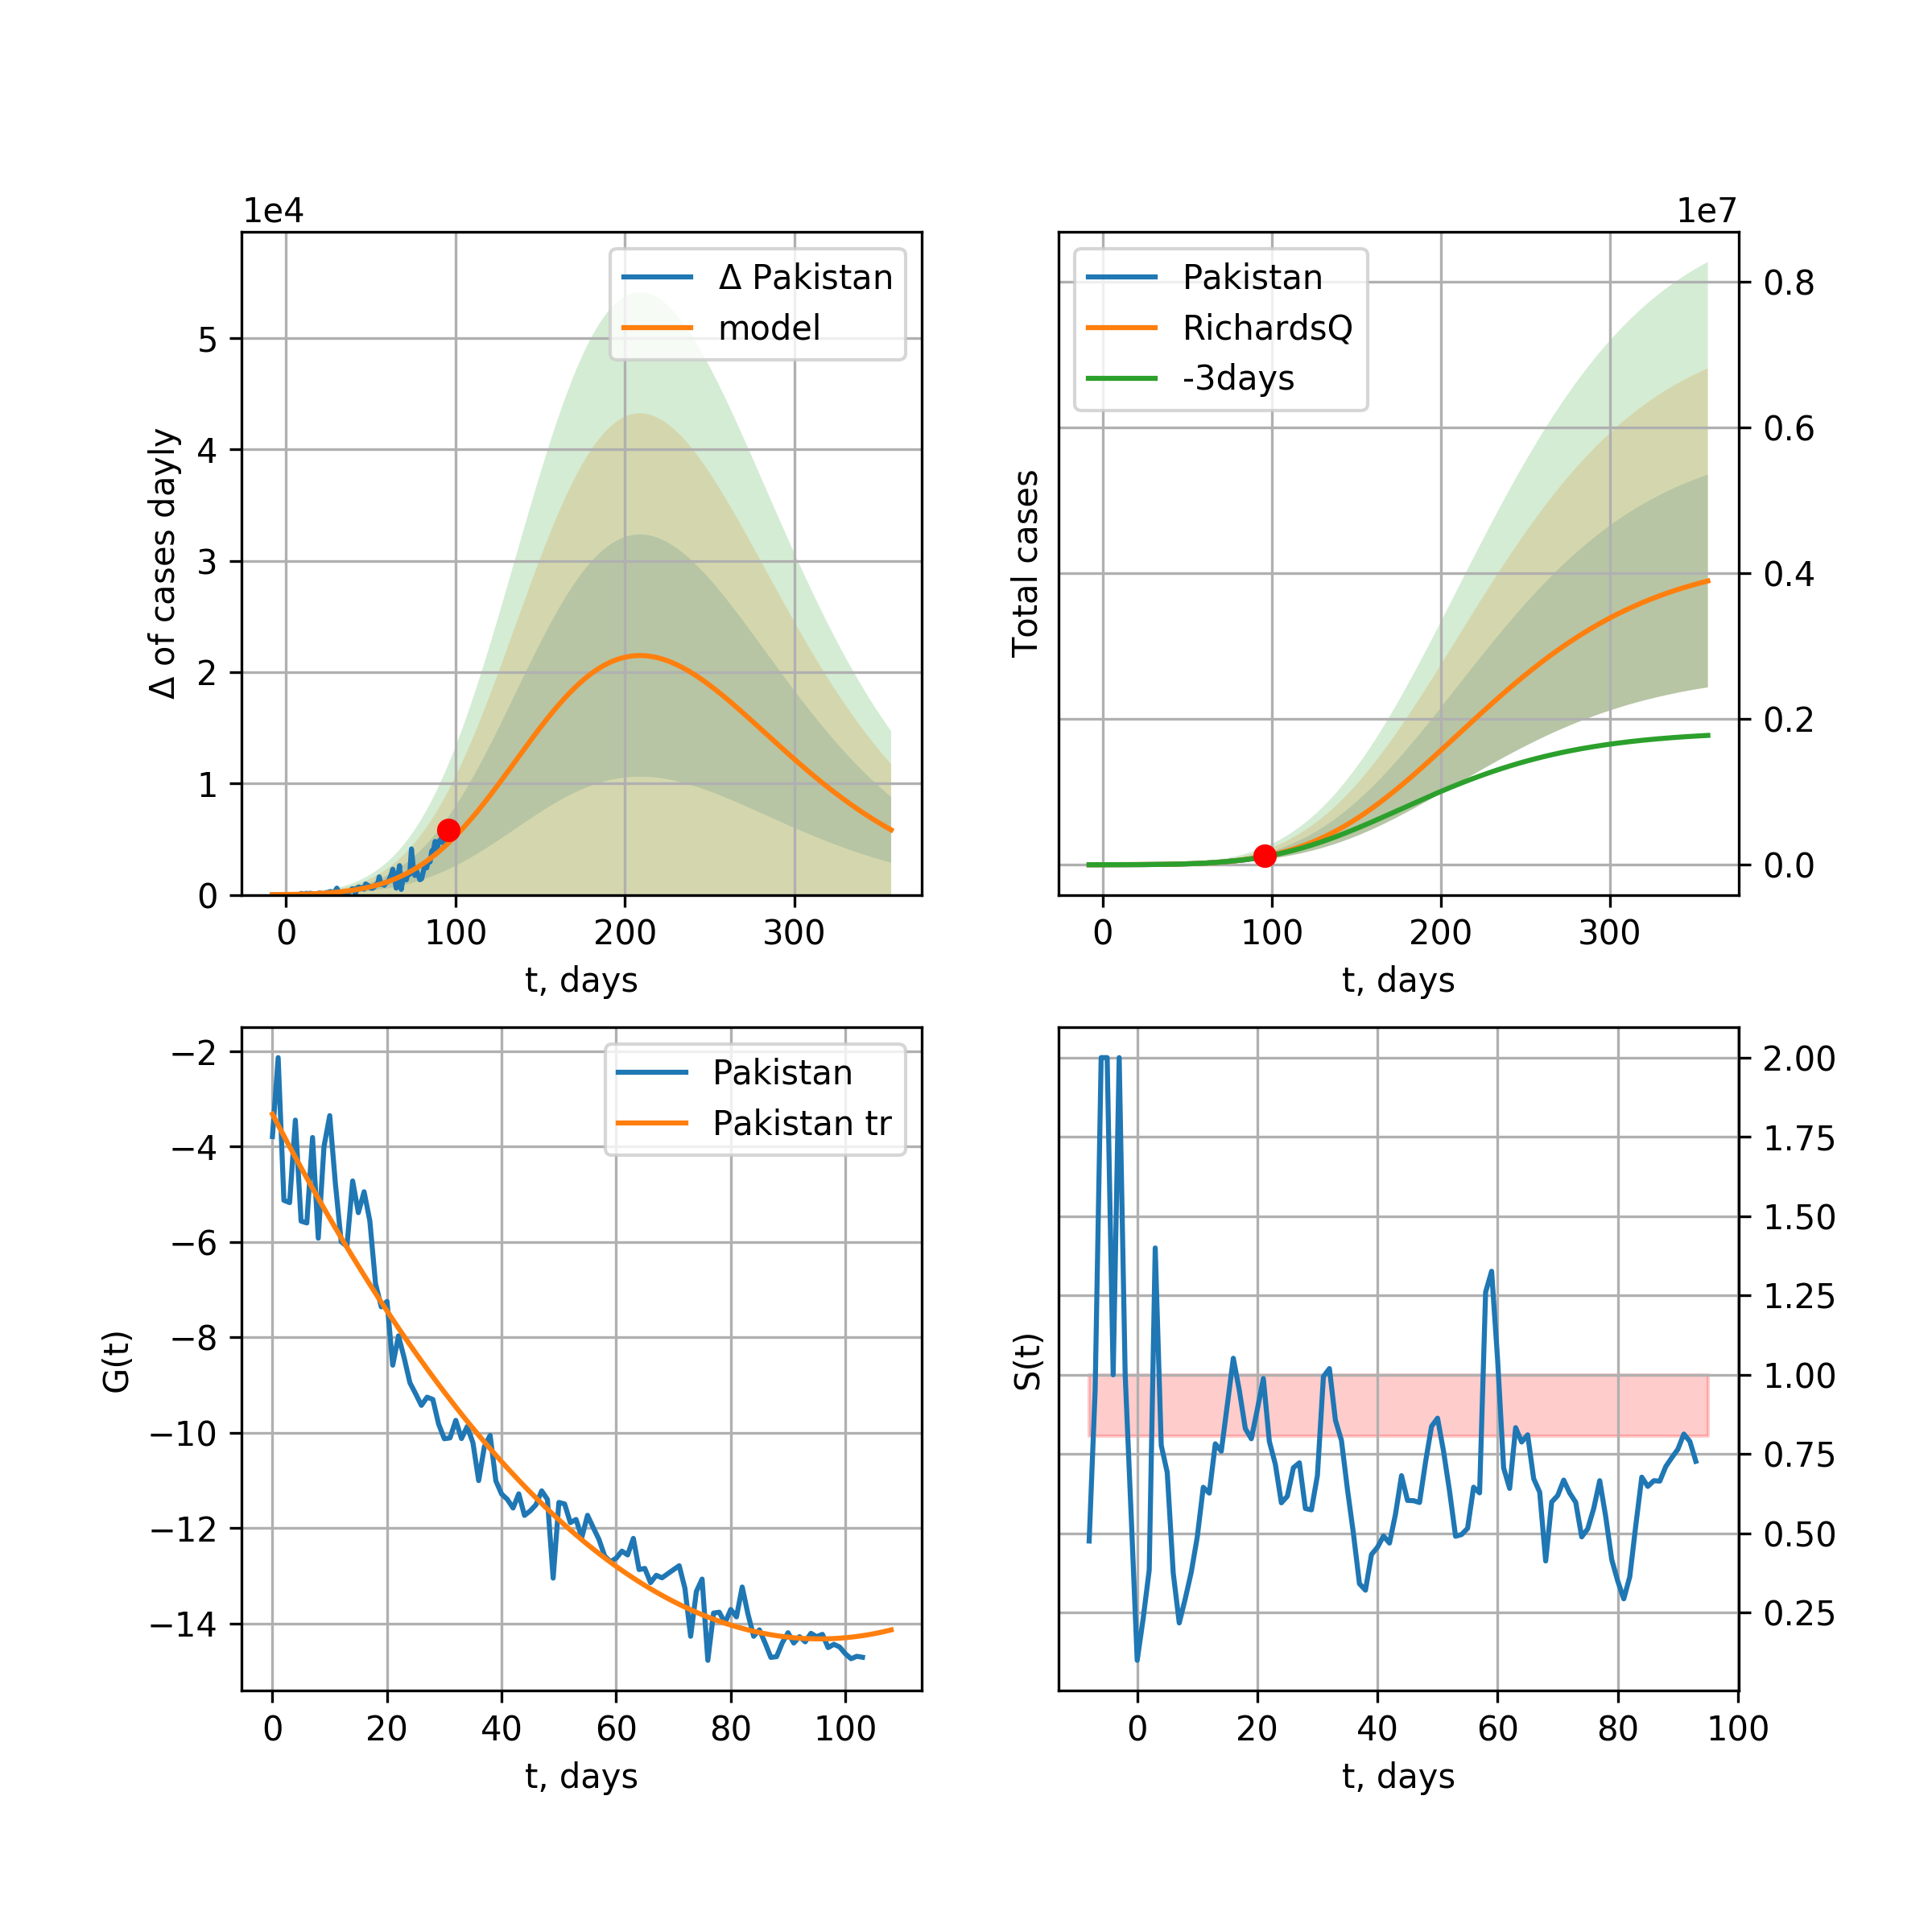 1e4
Δ of cases dayly
5
4
3
2
1
0
Δ Pakistan
model
0 100 200 300
t, days
1e7
Total cases
Pakistan
RichardsQ
-3days
0.8
0.6
0.4
0.2
0.0
0 100 200 300
t, days
G(t)
−2
−4
−6
−8
−10
−12
−14
Pakistan
Pakistan tr
0 20 40 60 80 100
t, days
S(t)
2.00
1.75
1.50
1.25
1.00
0.75
0.50
0.25
0 20 40 60 80 100
t, days